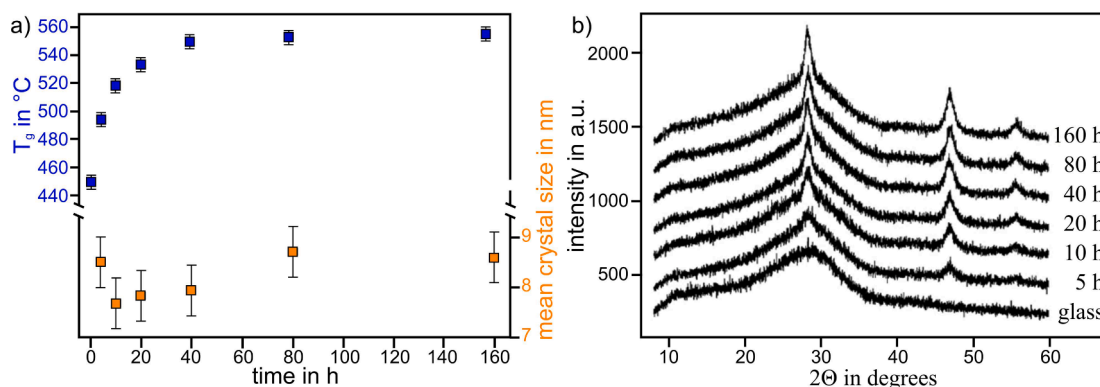 a)
560
540
520
500
480
460
440
T_g in °C
9
8
7
mean crystal size in nm
0 20 40 60 80 100 120 140 160
time in h
b)
2000
1500
1000
500
intensity in a.u.
160 h
80 h
40 h
20 h
10 h
5 h
glass
10 20 30 40 50 60
2Θ in degrees